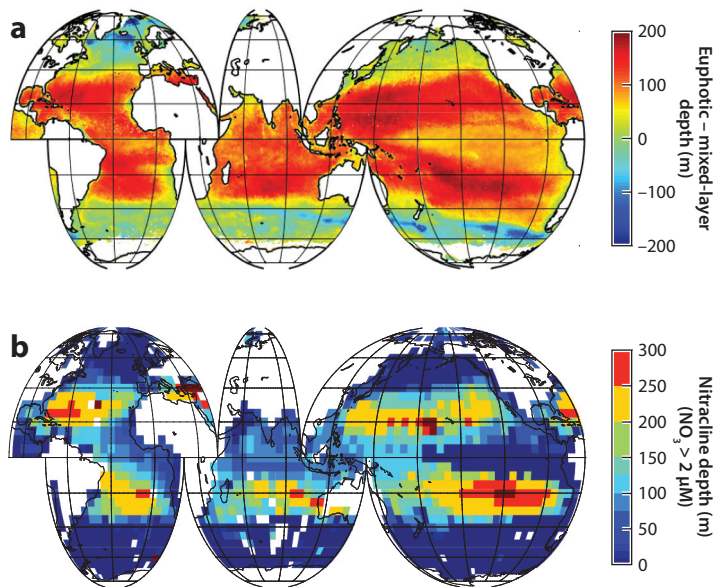 a
200
100
0
−100
−200
Euphotic – mixed-layer
depth (m)
b
300
250
200
150
100
50
0
Nitracline depth (m)
(NO3 > 2 µM)